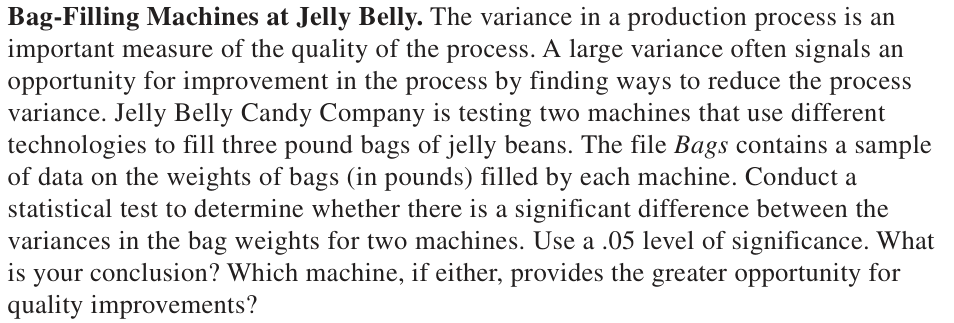 Bag-Filling Machines at Jelly Belly. The variance in a production process is an
important measure of the quality of the process. A large variance often signals an
opportunity for improvement in the process by finding ways to reduce the process
variance. Jelly Belly Candy Company is testing two machines that use different
technologies to fill three pound bags of jelly beans. The file Bags contains a sample
of data on the weights of bags (in pounds) filled by each machine. Conduct a
statistical test to determine whether there is a significant difference between the
variances in the bag weights for two machines. Use a .05 level of significance. What
is your conclusion? Which machine, if either, provides the greater opportunity for
quality improvements?